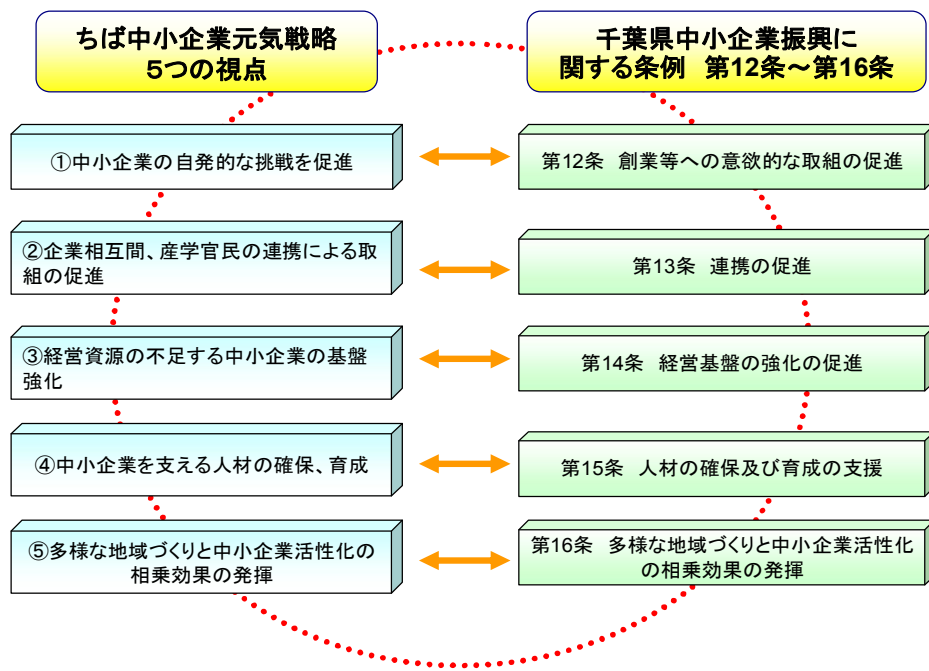 ちば中小企業元気戦略
5つの視点
千葉県中小企業振興に
関する条例　第12条～第16条
①中小企業の自発的な挑戦を促進
第12条　創業等への意欲的な取組の促進
②企業相互間、産学官民の連携による取
組の促進
第13条　連携の促進
③経営資源の不足する中小企業の基盤
強化
第14条　経営基盤の強化の促進
④中小企業を支える人材の確保、育成
第15条　人材の確保及び育成の支援
⑤多様な地域づくりと中小企業活性化の
相乗効果の発揮
第16条　多様な地域づくりと中小企業活性化
の相乗効果の発揮